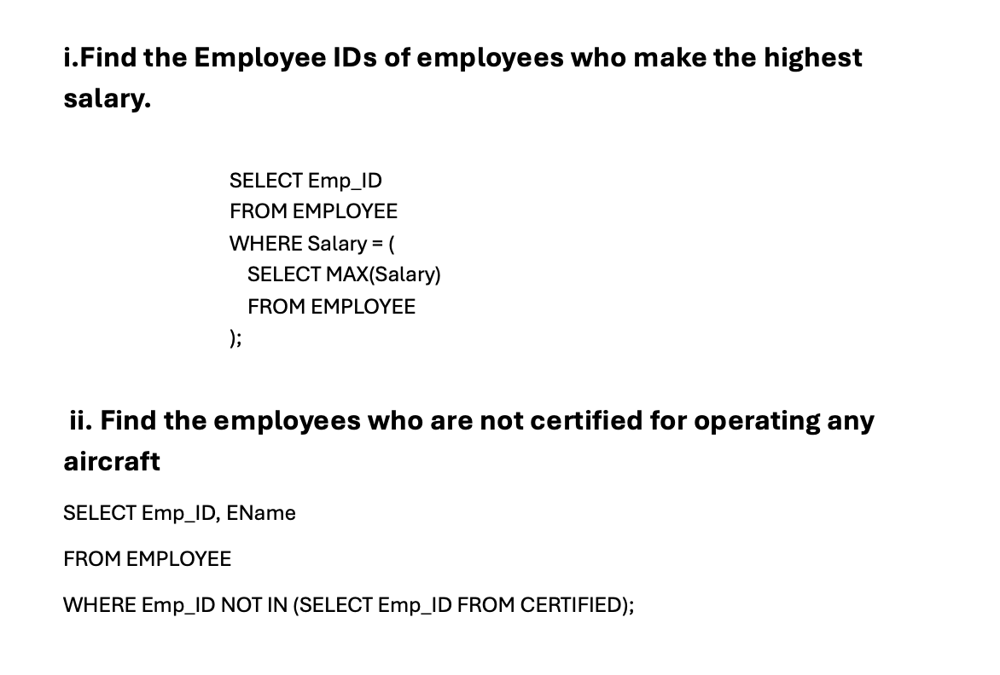 i.Find the Employee IDs of employees who make the highest
salary.
SELECT Emp_ID
FROM EMPLOYEE
WHERE Salary = (
SELECT MAX(Salary)
FROM EMPLOYEE
);
ii. Find the employees who are not certified for operating any
aircraft
SELECT Emp_ID, EName
FROM EMPLOYEE
WHERE Emp_ID NOT IN (SELECT Emp_ID FROM CERTIFIED);